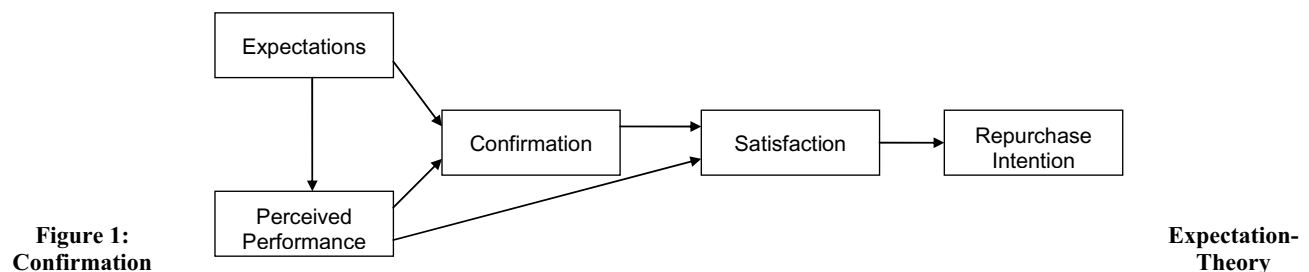 Expectations
Confirmation
Satisfaction
Repurchase
Intention
Perceived
Performance
Figure 1: Expectation-
Confirmation Theory